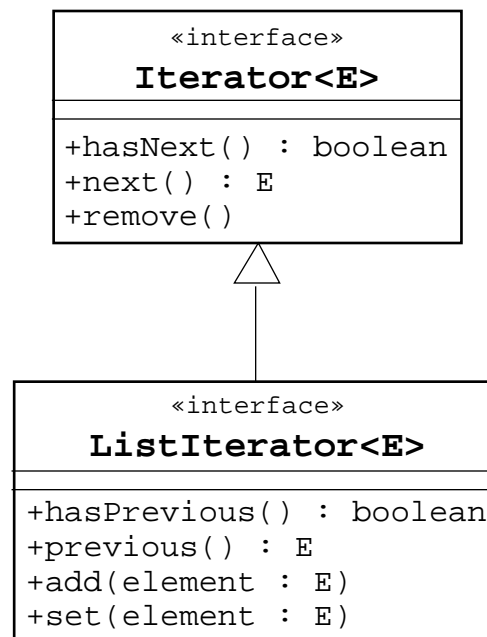 «interface»
Iterator<E>
+hasNext() : boolean
+next() : E
+remove()
«interface»
ListIterator<E>
+hasPrevious() : boolean
+previous() : E
+add(element : E)
+set(element : E)